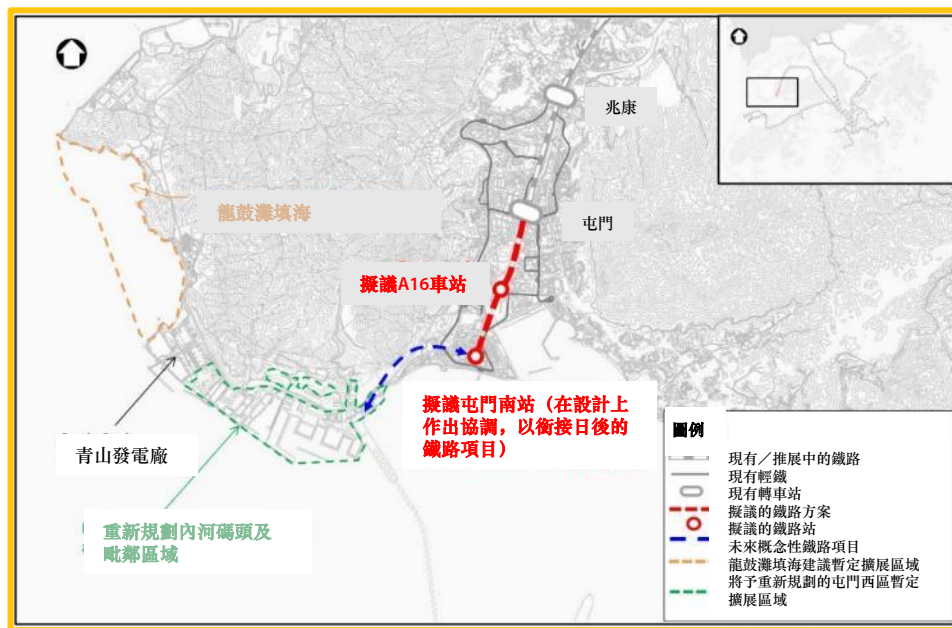 兆康
龍鼓灘填海
屯門
擬議A16車站
擬議屯門南站（在設計上
作出協調，以銜接日後的
鐵路項目）
青山發電廠
重新規劃內河碼頭及
毗鄰區域
圖例
現有／推展中的鐵路
現有輕鐵
現有轉車站
擬議的鐵路方案
擬議的鐵路站
未來概念性鐵路項目
龍鼓灘填海建議暫定擴展區域
將予重新規劃的屯門西區暫定
擴展區域